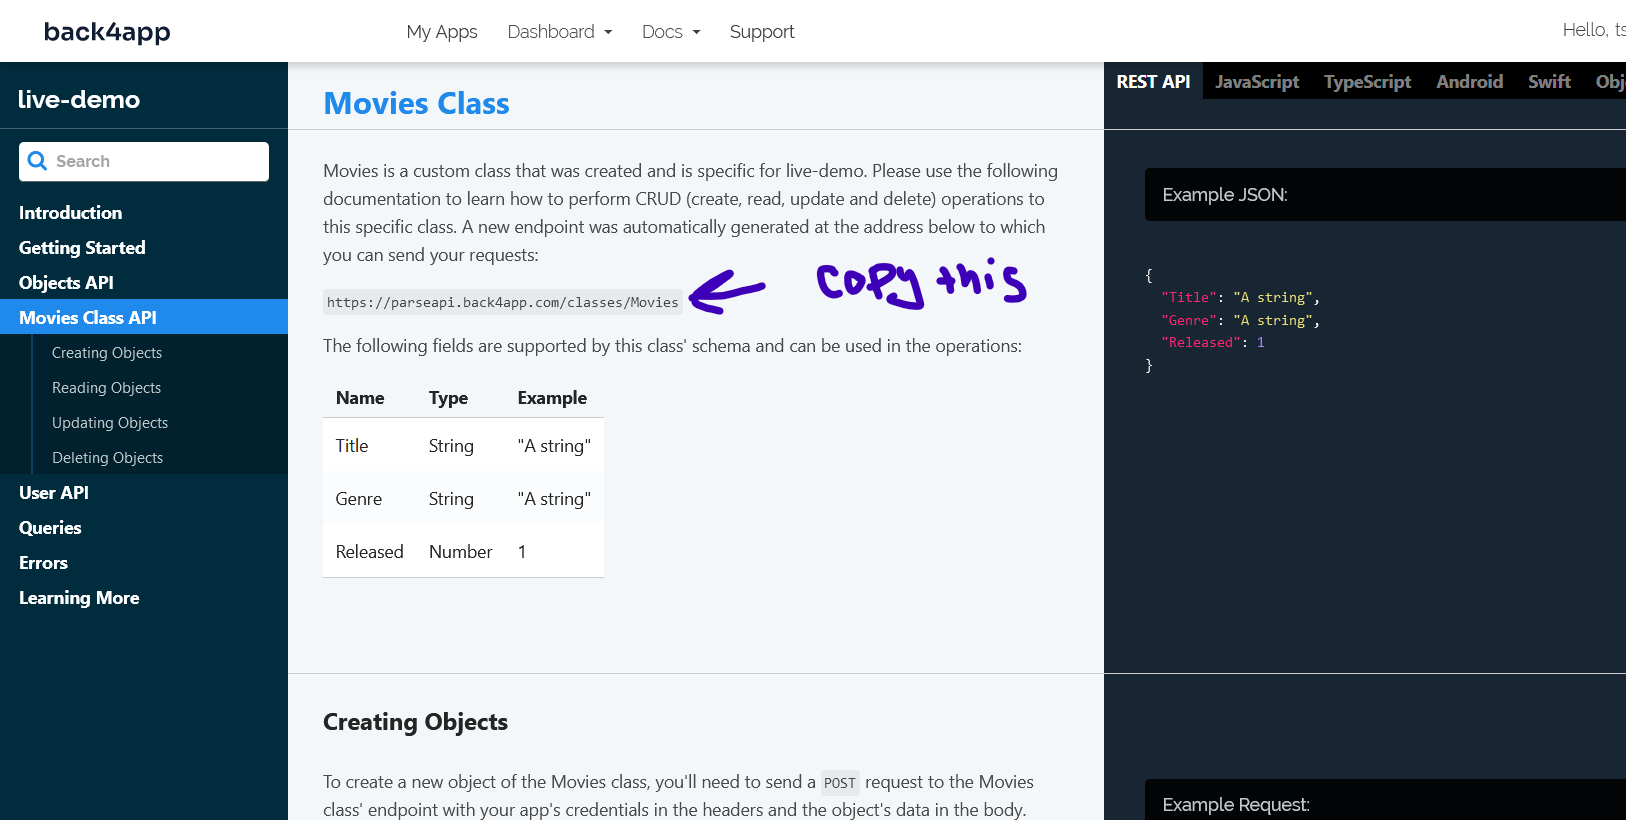 back4app
My Apps
Dashboard
Docs
Support
Hello, ts
live-demo
Search
Introduction
Getting Started
Objects API
Movies Class API
Creating Objects
Reading Objects
Updating Objects
Deleting Objects
User API
Queries
Errors
Learning More
Movies Class
Movies is a custom class that was created and is specific for live-demo. Please use the following
documentation to learn how to perform CRUD (create, read, update and delete) operations to
this specific class. A new endpoint was automatically generated at the address below to which
you can send your requests:
https://parseapi.back4app.com/classes/Movies
copy this
The following fields are supported by this class' schema and can be used in the operations:
Name Type Example
Title String "A string"
Genre String "A string"
Released Number 1
Creating Objects
To create a new object of the Movies class, you'll need to send a POST request to the Movies
class' endpoint with your app's credentials in the headers and the object's data in the body.
REST API JavaScript TypeScript Android Swift Obj
Example JSON:
{
"Title": "A string",
"Genre": "A string",
"Released": 1
}
Example Request: